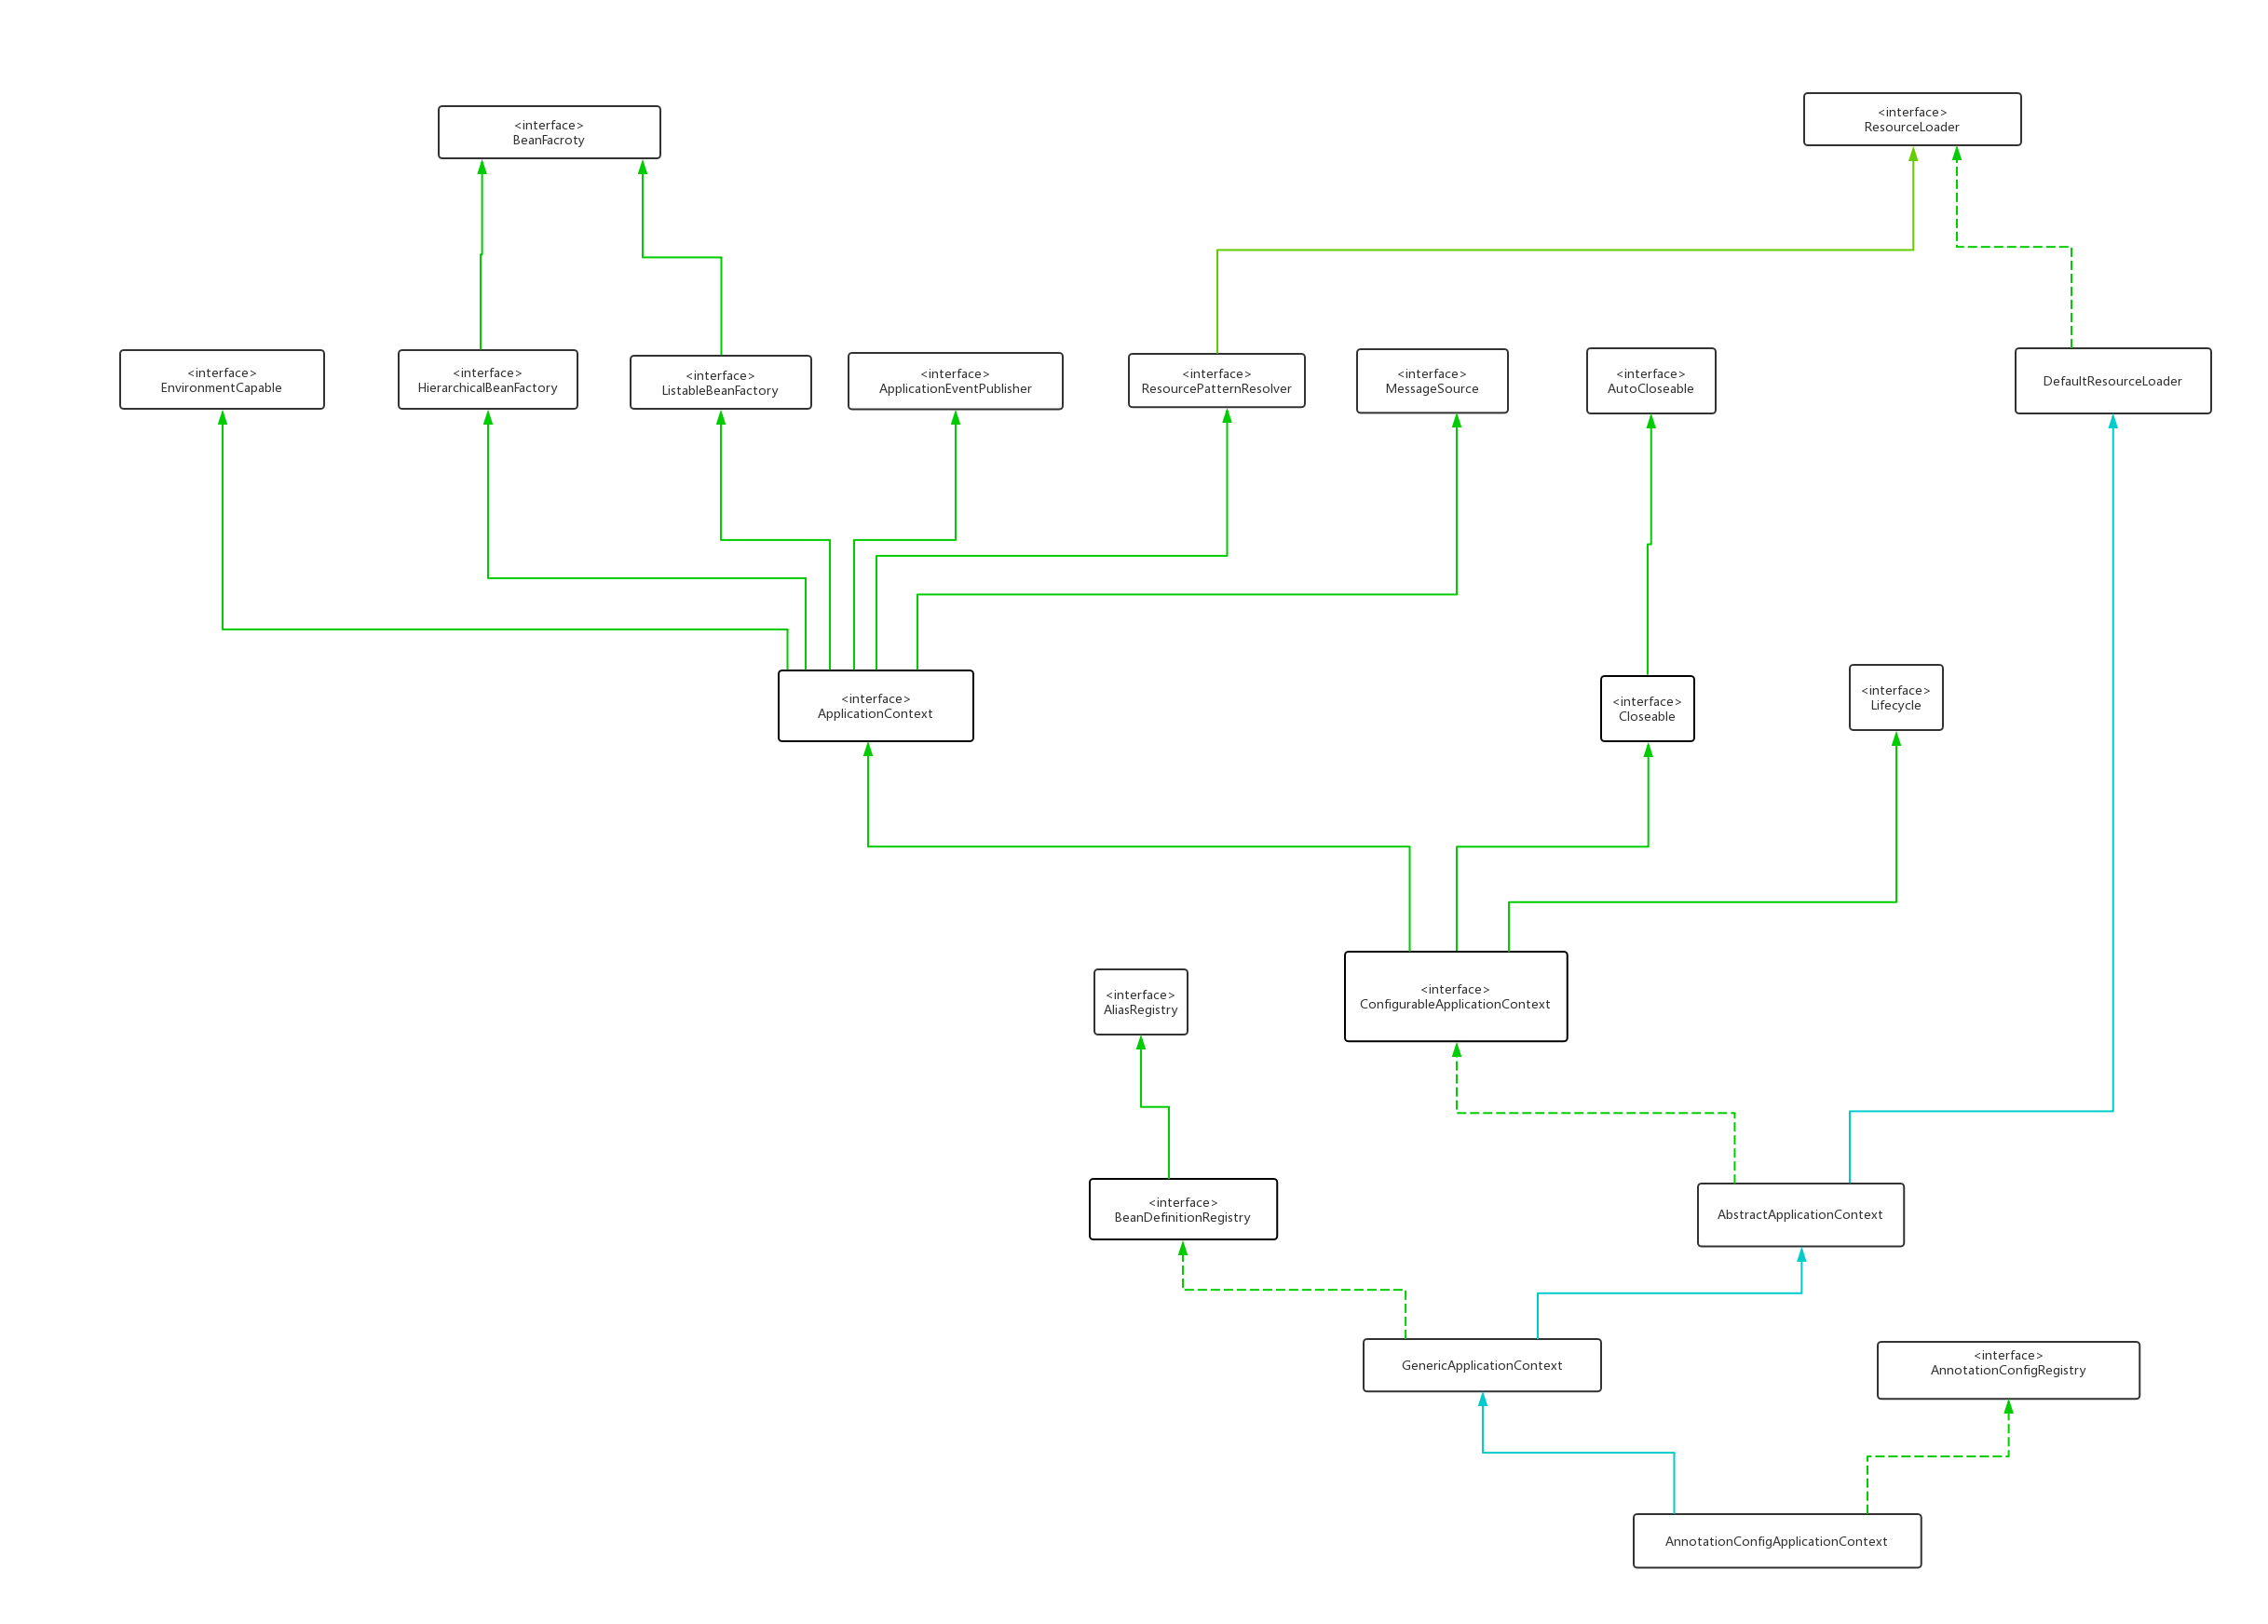 <interface>
BeanFacroty
<interface>
ResourceLoader
<interface>
EnvironmentCapable
<interface>
HierarchicalBeanFactory
<interface>
ListableBeanFactory
<interface>
ApplicationEventPublisher
<interface>
ResourcePatternResolver
<interface>
MessageSource
<interface>
AutoCloseable
DefaultResourceLoader
<interface>
ApplicationContext
<interface>
Closeable
<interface>
Lifecycle
<interface>
AliasRegistry
<interface>
ConfigurableApplicationContext
<interface>
BeanDefinitionRegistry
AbstractApplicationContext
GenericApplicationContext
<interface>
AnnotationConfigRegistry
AnnotationConfigApplicationContext